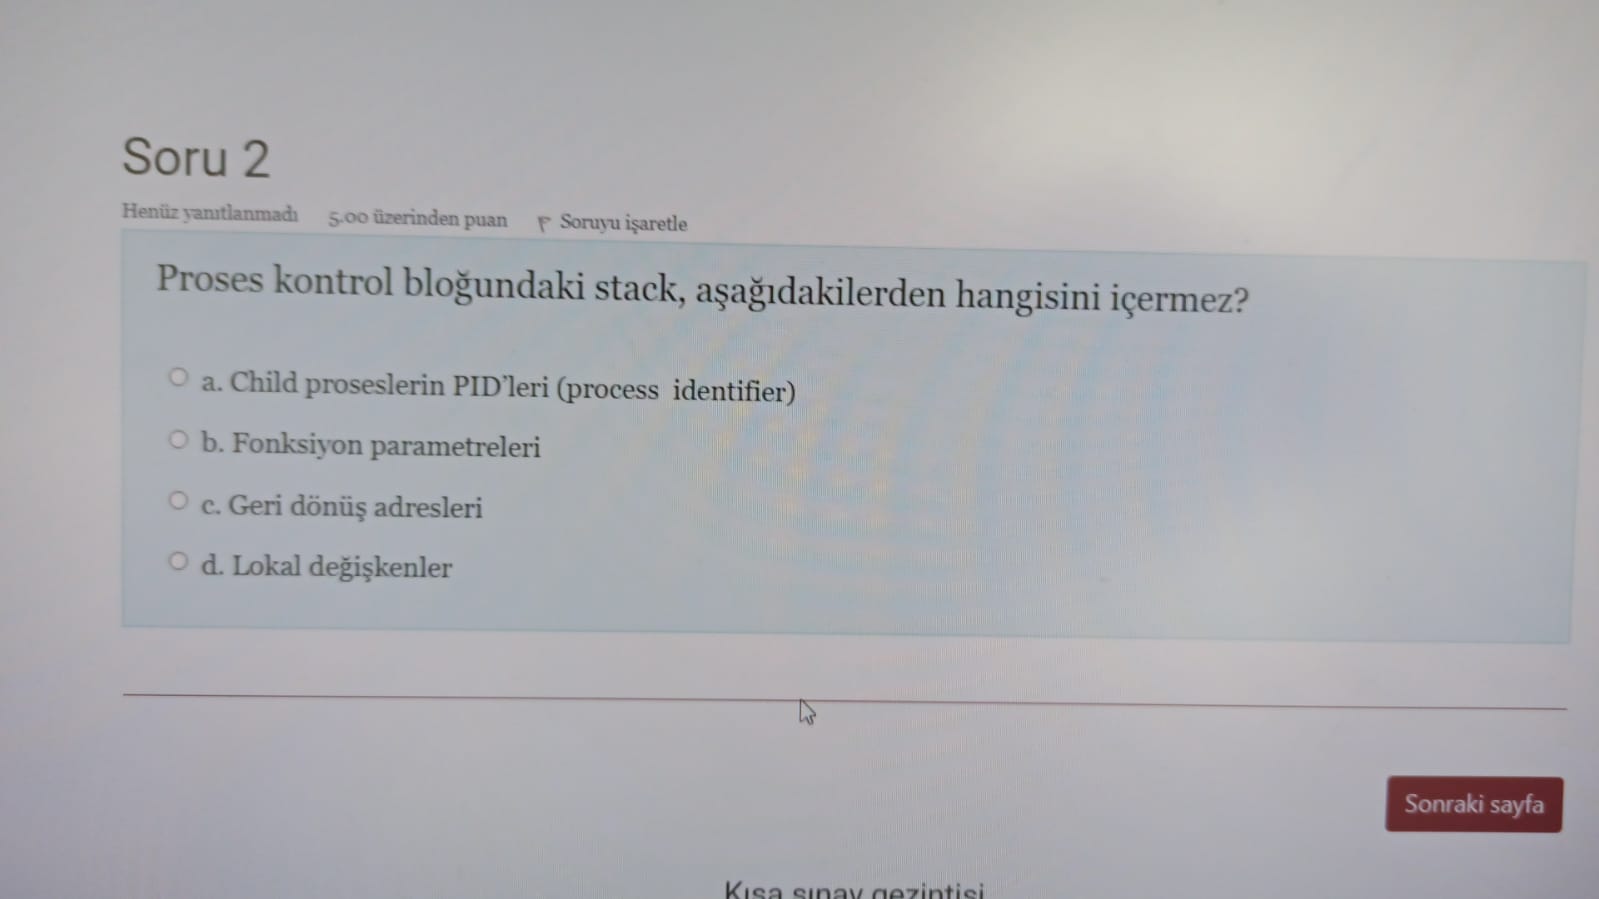 Soru 2
Henüz yanıtlanmadı 5.00 üzerinden puan Soruyu işaretle
Proses kontrol bloğundaki stack, aşağıdakilerden hangisini içermez?
a. Child proseslerin PID'leri (process identifier)
b. Fonksiyon parametreleri
c. Geri dönüş adresleri
d. Lokal değişkenler
Sonraki sayfa
Kısa sınav gezintisi